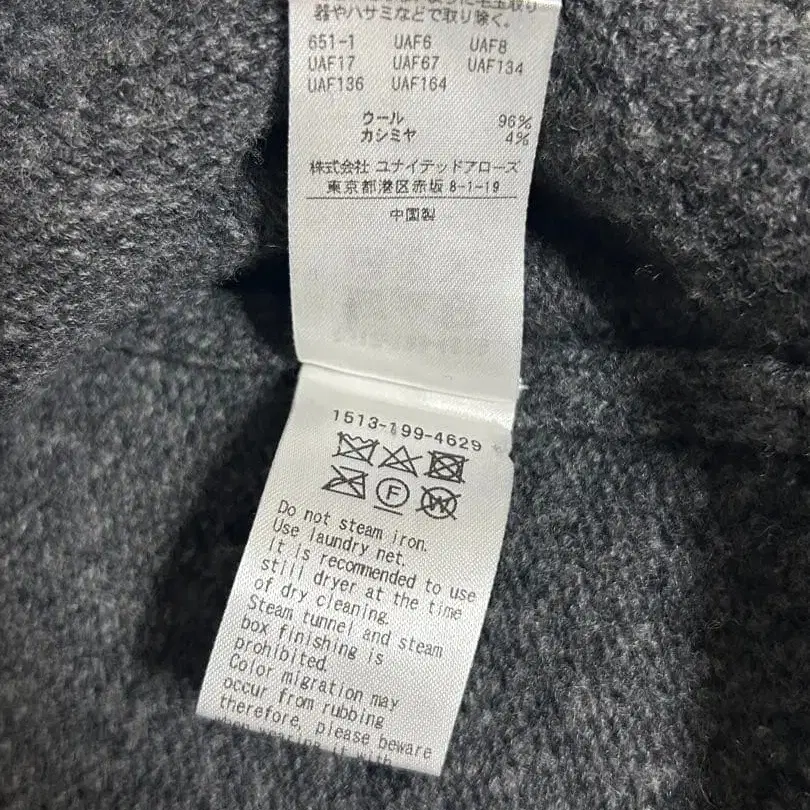 器やハサミなどで取り除く。
651-1 UAF6 UAF8
UAF17 UAF67 UAF134
UAF136 UAF164
ウール 96%
カシミヤ 4%
株式会社 ユナイテッドアローズ
東京都港区赤坂 8-1-19
中国製
1513-199-4629
F
W
Do not steam iron.
Use laundry net.
It is recommended to use
still dryer at the time
of dry cleaning.
Steam tunnel and steam
box finishing is
prohibited.
Color migration may
occur from rubbing
therefore, please beware